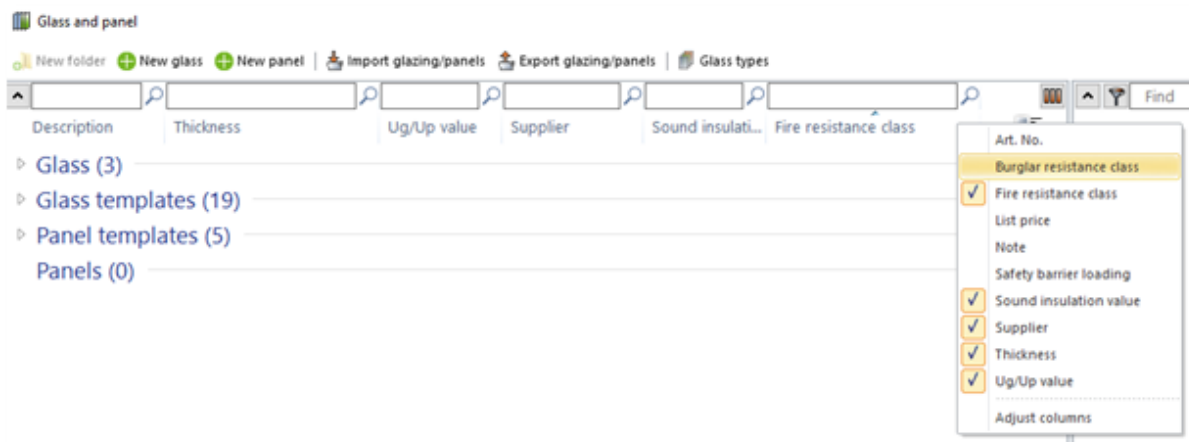 Glass and panel
New folder New glass New panel Import glazing/panels Export glazing/panels Glass types
Find
Description Thickness Ug/Up value Supplier Sound insulati... Fire resistance class
Glass (3)
Glass templates (19)
Panel templates (5)
Panels (0)
Art. No.
Burglar resistance class
Fire resistance class
List price
Note
Safety barrier loading
Sound insulation value
Supplier
Thickness
Ug/Up value
Adjust columns